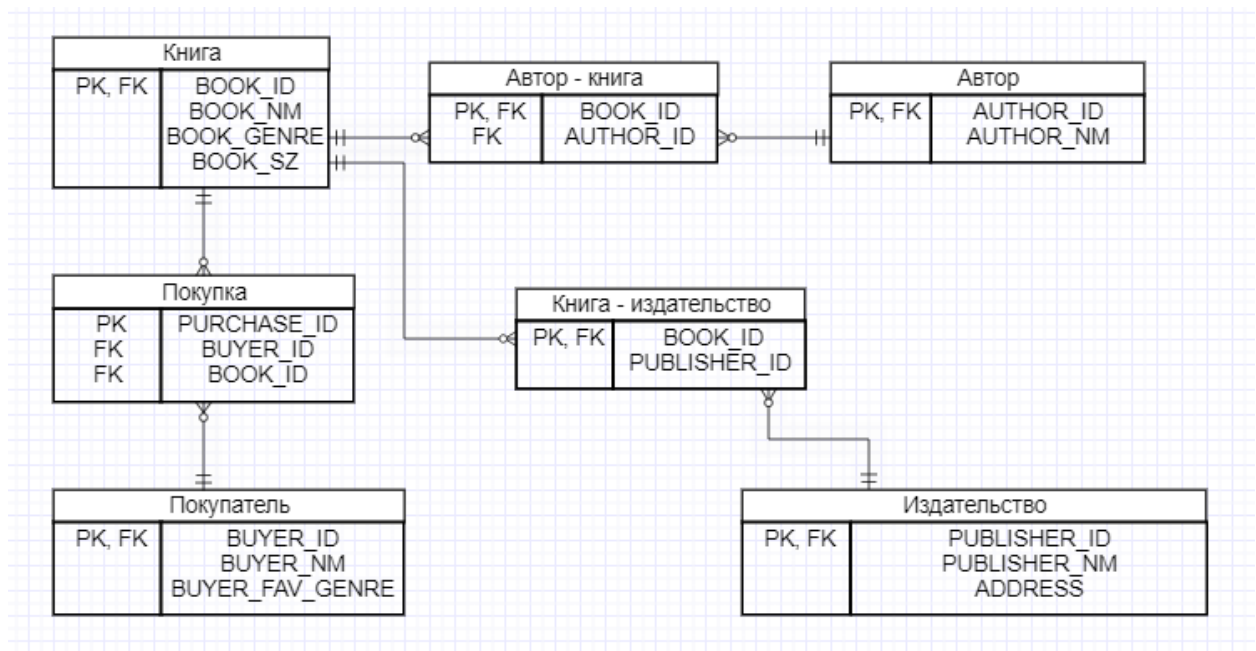 Книга
PK, FK BOOK_ID
BOOK_NM
BOOK_GENRE
BOOK_SZ
Автор - книга
PK, FK BOOK_ID
FK AUTHOR_ID
Автор
PK, FK AUTHOR_ID
AUTHOR_NM
Покупка
PK PURCHASE_ID
FK BUYER_ID
FK BOOK_ID
Книга - издательство
PK, FK BOOK_ID
PUBLISHER_ID
Покупатель
PK, FK BUYER_ID
BUYER_NM
BUYER_FAV_GENRE
Издательство
PK, FK PUBLISHER_ID
PUBLISHER_NM
ADDRESS